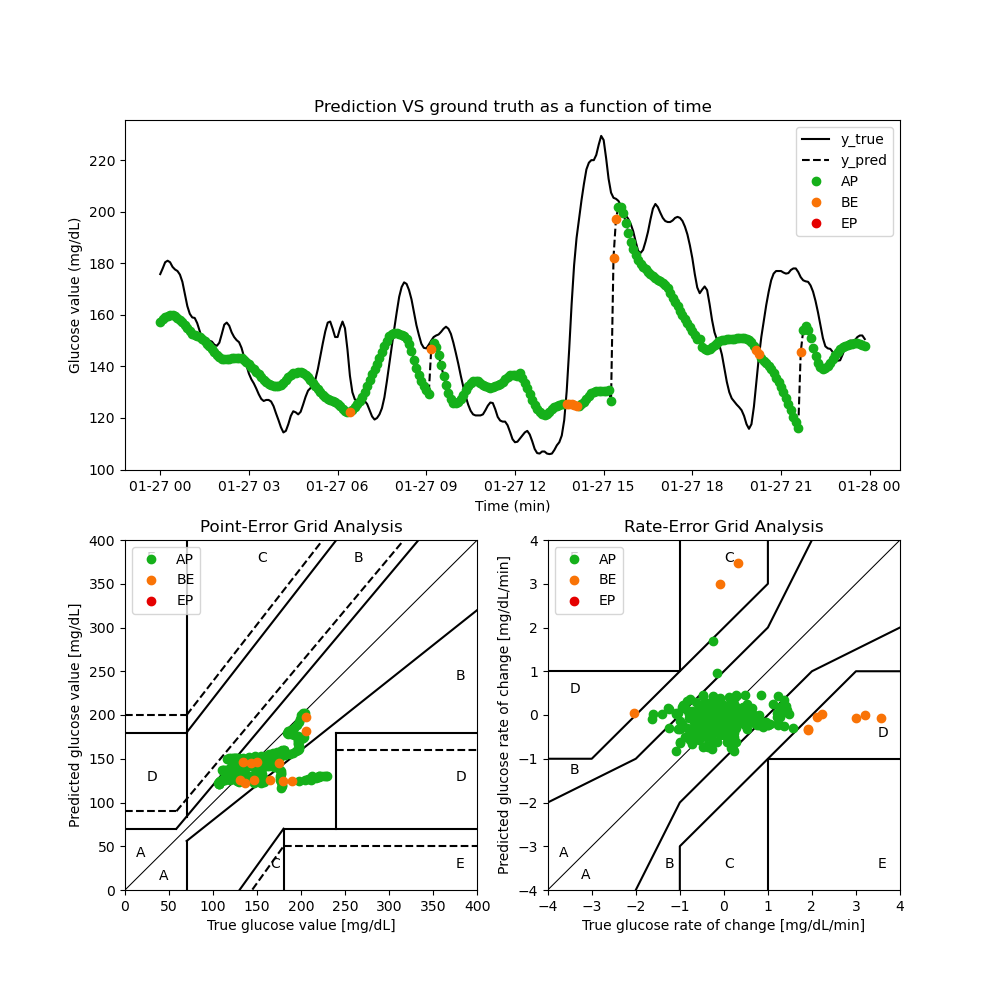 Prediction VS ground truth as a function of time
Glucose value (mg/dL)
220
200
180
160
140
120
100
y_true
y_pred
AP
BE
EP
01-27 00 01-27 03 01-27 06 01-27 09 01-27 12 01-27 15 01-27 18 01-27 21 01-28 00
Time (min)
Point-Error Grid Analysis
Predicted glucose value [mg/dL]
400
350
300
250
200
150
100
50
0
AP
BE
EP
C
B
B
D
D
A
A
C
E
0 50 100 150 200 250 300 350 400
True glucose value [mg/dL]
Rate-Error Grid Analysis
Predicted glucose rate of change [mg/dL/min]
4
3
2
1
0
−1
−2
−3
−4
AP
BE
EP
C
D
D
B
A
A
B
C
E
−4 −3 −2 −1 0 1 2 3 4
True glucose rate of change [mg/dL/min]